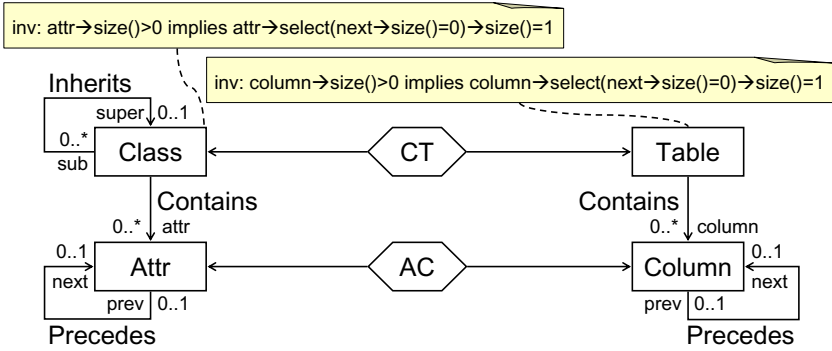 inv: attr→size()>0 implies attr→select(next→size()=0)→size()=1
inv: column→size()>0 implies column→select(next→size()=0)→size()=1
Inherits
super 0..1
0..*
sub
Class
CT
Table
Contains
0..* attr
Contains
0..* column
0..1
next
Attr
AC
Column
0..1
next
prev 0..1
prev 0..1
Precedes
Precedes